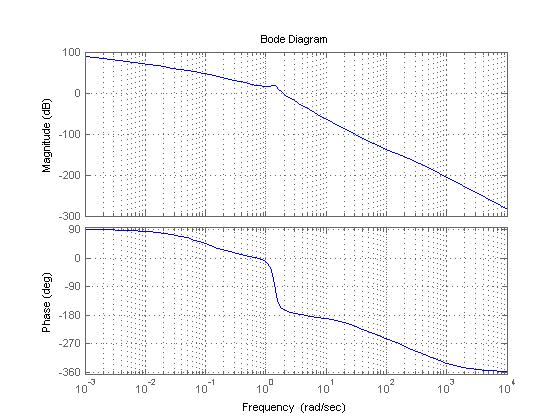 Bode Diagram
Magnitude (dB)
100
0
-100
-200
-300
Phase (deg)
90
0
-90
-180
-270
-360
10^-3 10^-2 10^-1 10^0 10^1 10^2 10^3 10^4
Frequency (rad/sec)